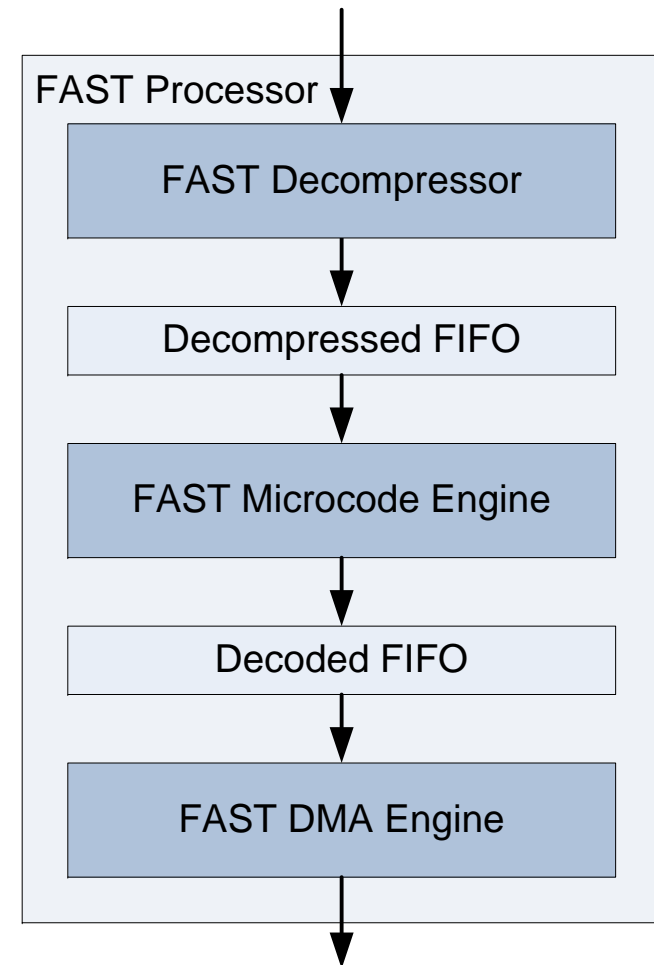 FAST Processor
FAST Decompressor
Decompressed FIFO
FAST Microcode Engine
Decoded FIFO
FAST DMA Engine